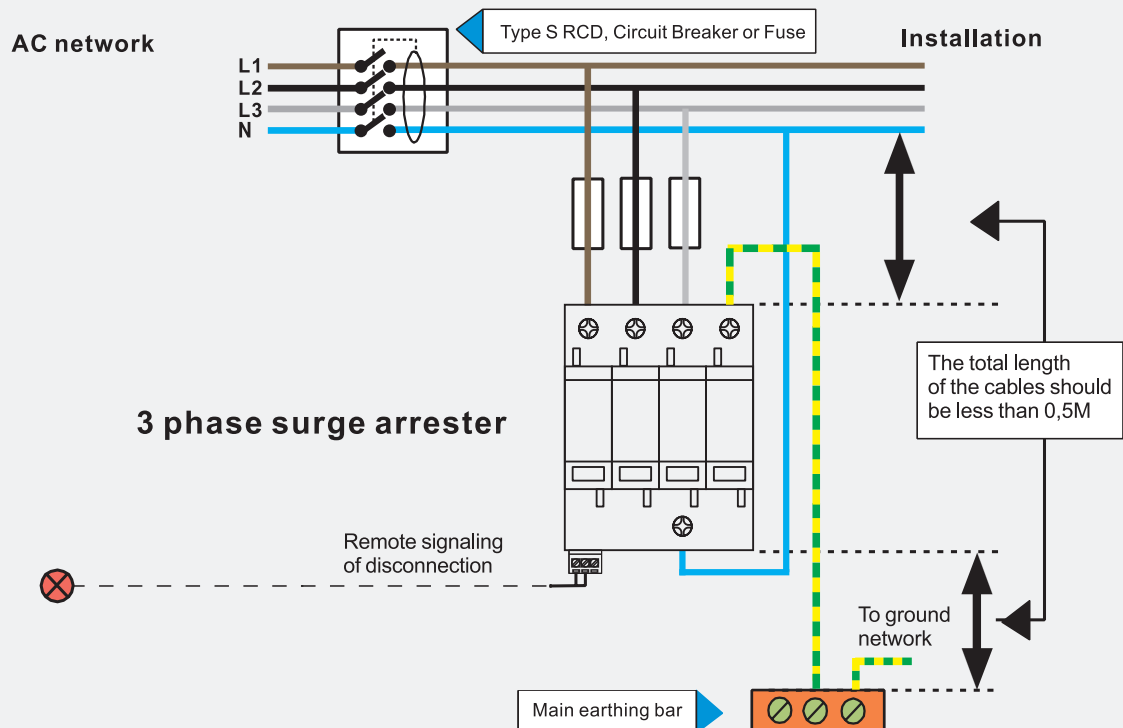 Type S RCD, Circuit Breaker or Fuse
AC network
Installation
L1
L2
L3
N
The total length
of the cables should
be less than 0,5M
3 phase surge arrester
Remote signaling
of disconnection
To ground
network
Main earthing bar